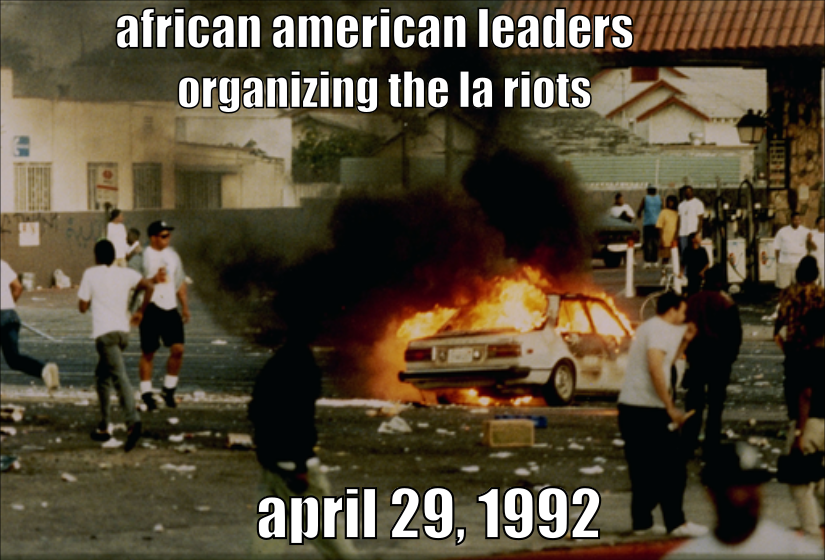 african american leaders
organizing the la riots
april 29, 1992